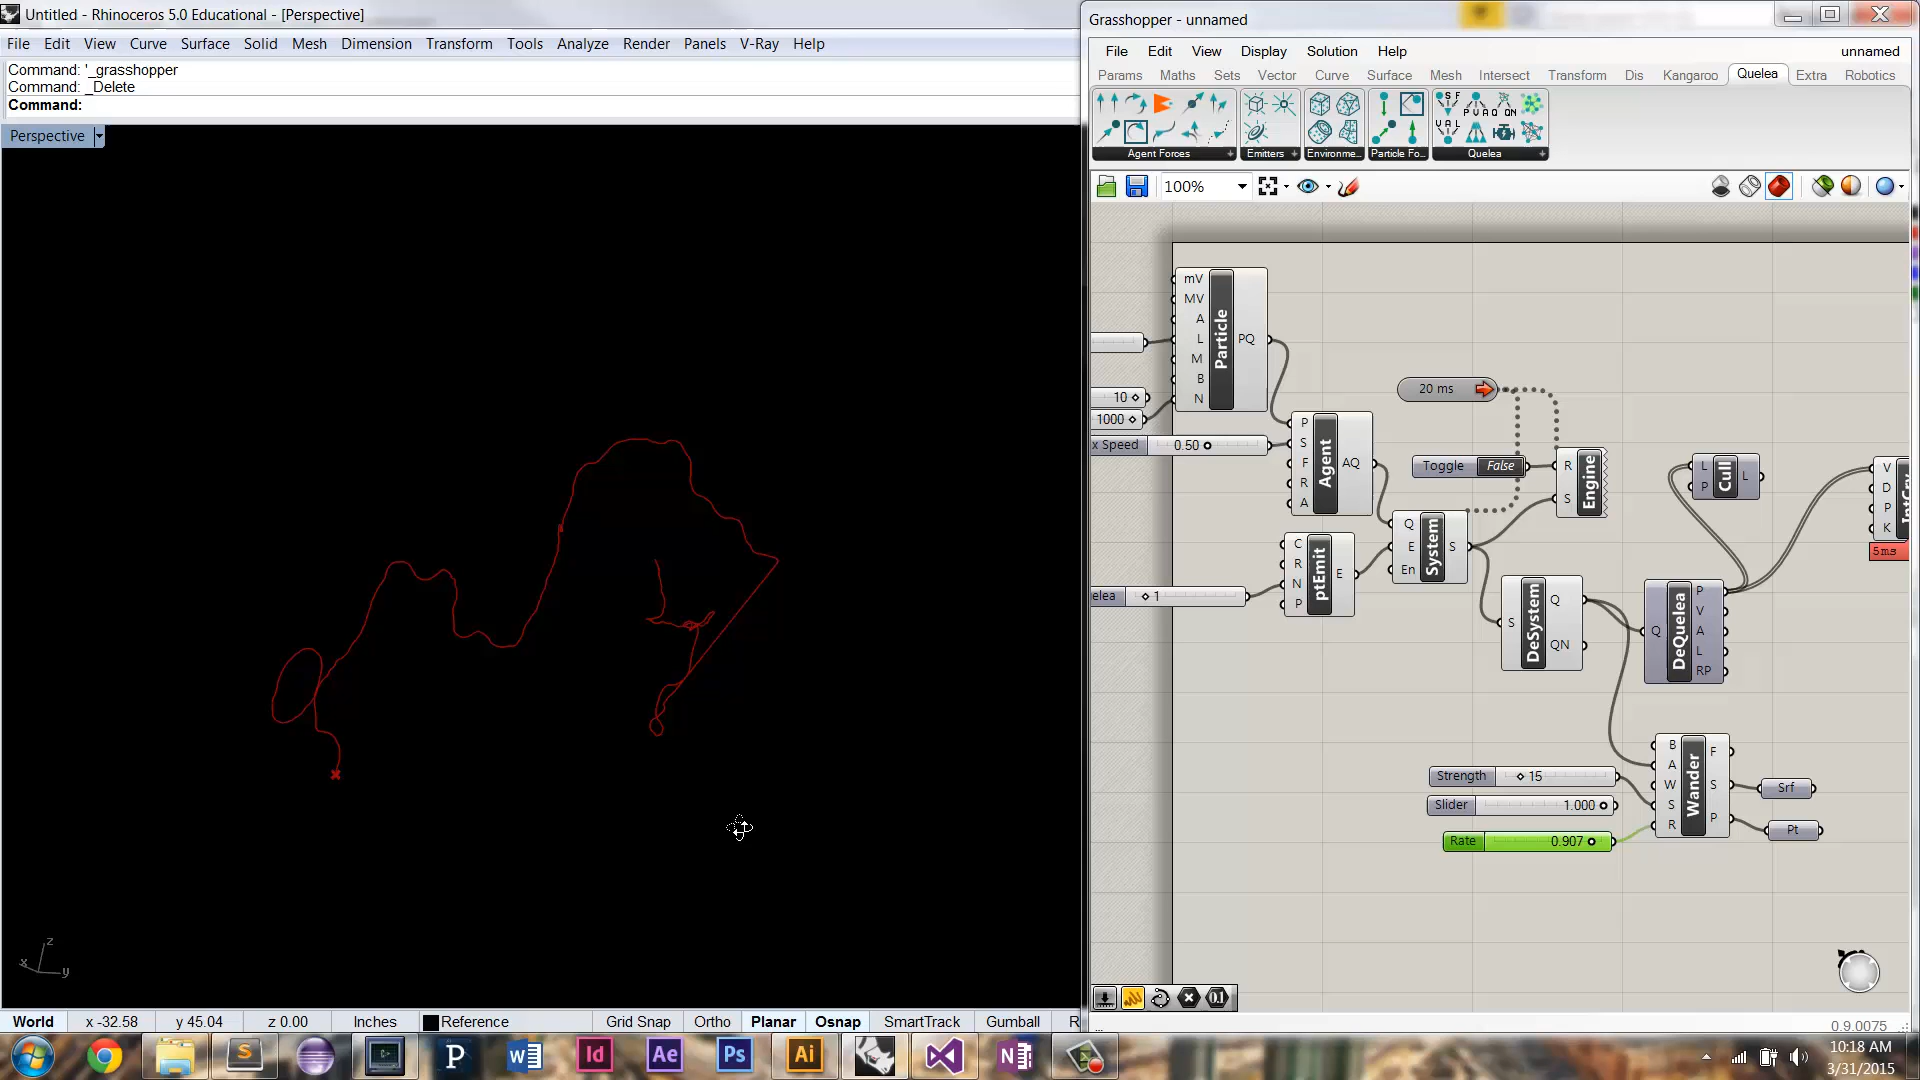 Untitled - Rhinoceros 5.0 Educational - [Perspective]
File Edit View Curve Surface Solid Mesh Dimension Transform Tools Analyze Render Panels V-Ray Help
Command: '_grasshopper
Command: _Delete
Command:
Perspective
z
x
y
World x -32.58 y 45.04 z 0.00 Inches Reference Grid Snap Ortho Planar Osnap SmartTrack Gumball R
Grasshopper - unnamed
File Edit View Display Solution Help unnamed
Params Maths Sets Vector Curve Surface Mesh Intersect Transform Dis Kangaroo Quelea Extra Robotics
Agent Forces Emitters Environme... Particle Fo... Quelea
100%
mV
MV
A
L
M
B
N
Particle
PQ
10
1000
x Speed 0.50
P
S
F
R
A
Agent
AQ
20 ms
Toggle False
R
S
Engine
L
P
Cull
L
V
D
P
K
IntCrv
5ms
C
R
N
P
ptEmit
E
Q
E
En
System
S
elea 1
S
DeSystem
Q
QN
Q
DeQuelea
P
V
A
L
RP
B
A
W
S
R
Wander
F
S
P
Strength 15
Slider 1.000
Rate 0.907
Srf
Pt
...
0.9.0075
10:18 AM
3/31/2015